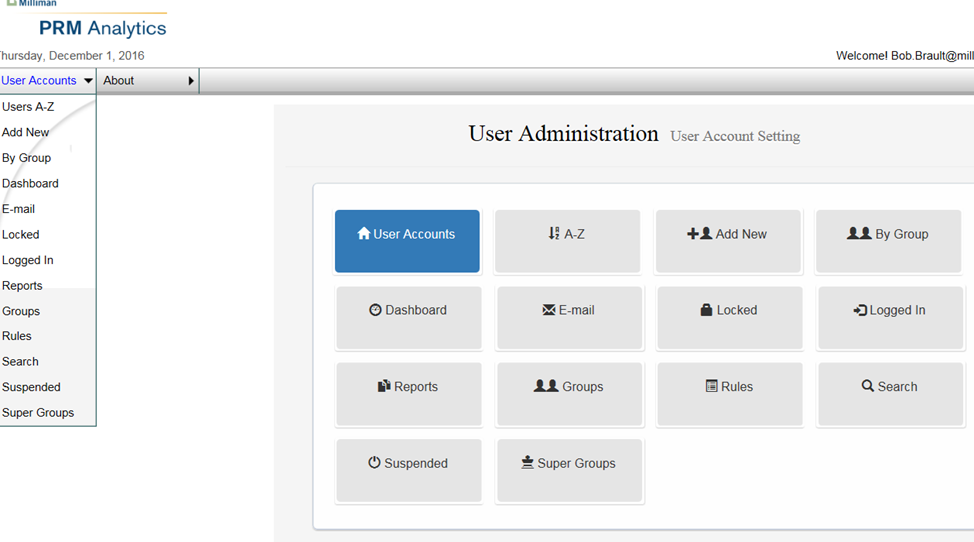 Milliman
PRM Analytics
hursday, December 1, 2016
Welcome! Bob.Brault@mil
User Accounts
About
Users A-Z
Add New
By Group
Dashboard
E-mail
Locked
Logged In
Reports
Groups
Rules
Search
Suspended
Super Groups
User Administration User Account Setting
User Accounts
A-Z
Add New
By Group
Dashboard
E-mail
Locked
Logged In
Reports
Groups
Rules
Search
Suspended
Super Groups